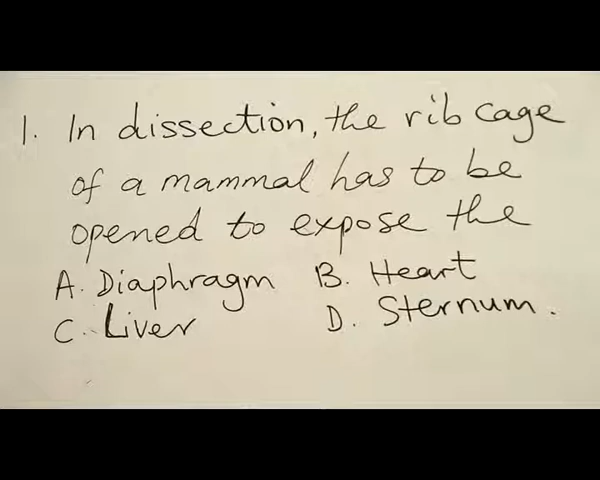 1. In dissection, the rib cage
of a mammal has to be
opened to expose the
A. Diaphragm B. Heart
C. Liver D. Sternum.